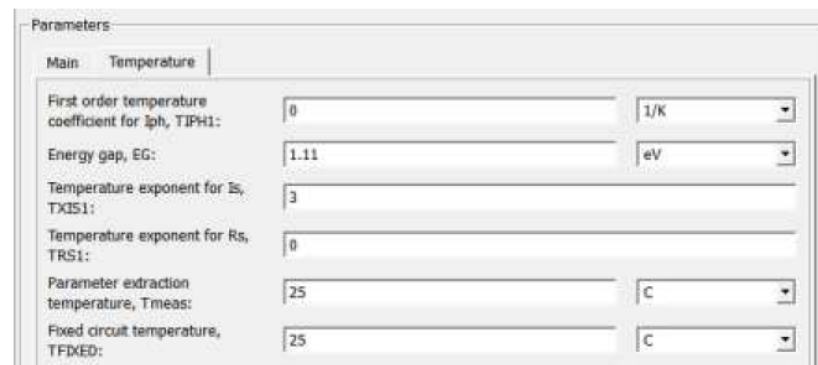 Parameters
Main Temperature
First order temperature
coefficient for Iph, TIPH1:
0
1/K
Energy gap, EG:
1.11
eV
Temperature exponent for Is,
TXIS1:
3
Temperature exponent for Rs,
TRS1:
0
Parameter extraction
temperature, Tmeas:
25
C
Fixed circuit temperature,
TFIXED:
25
C